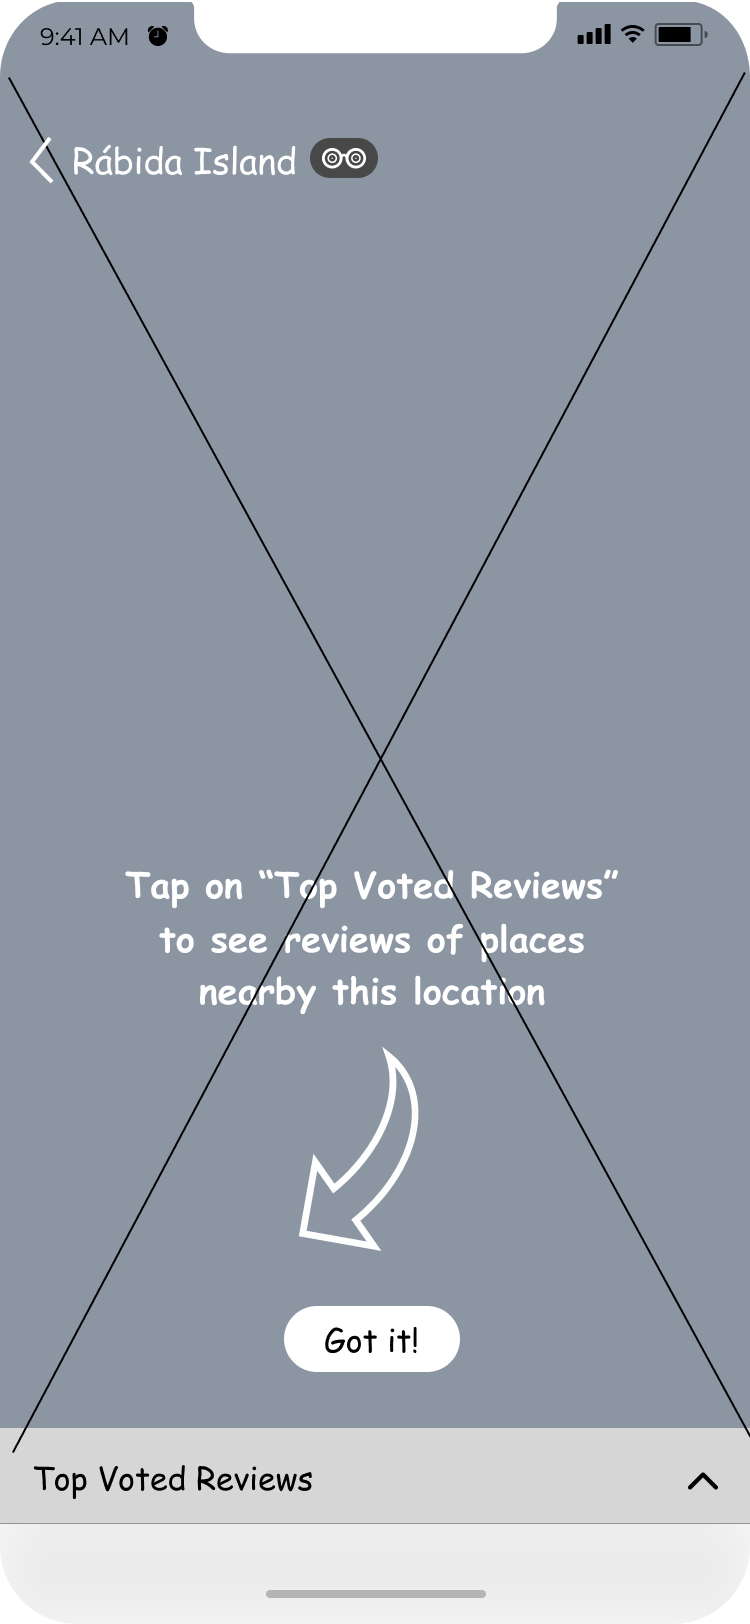 9:41 AM
Rábida Island
Tap on “Top Voted Reviews”
to see reviews of places
nearby this location
Got it!
Top Voted Reviews